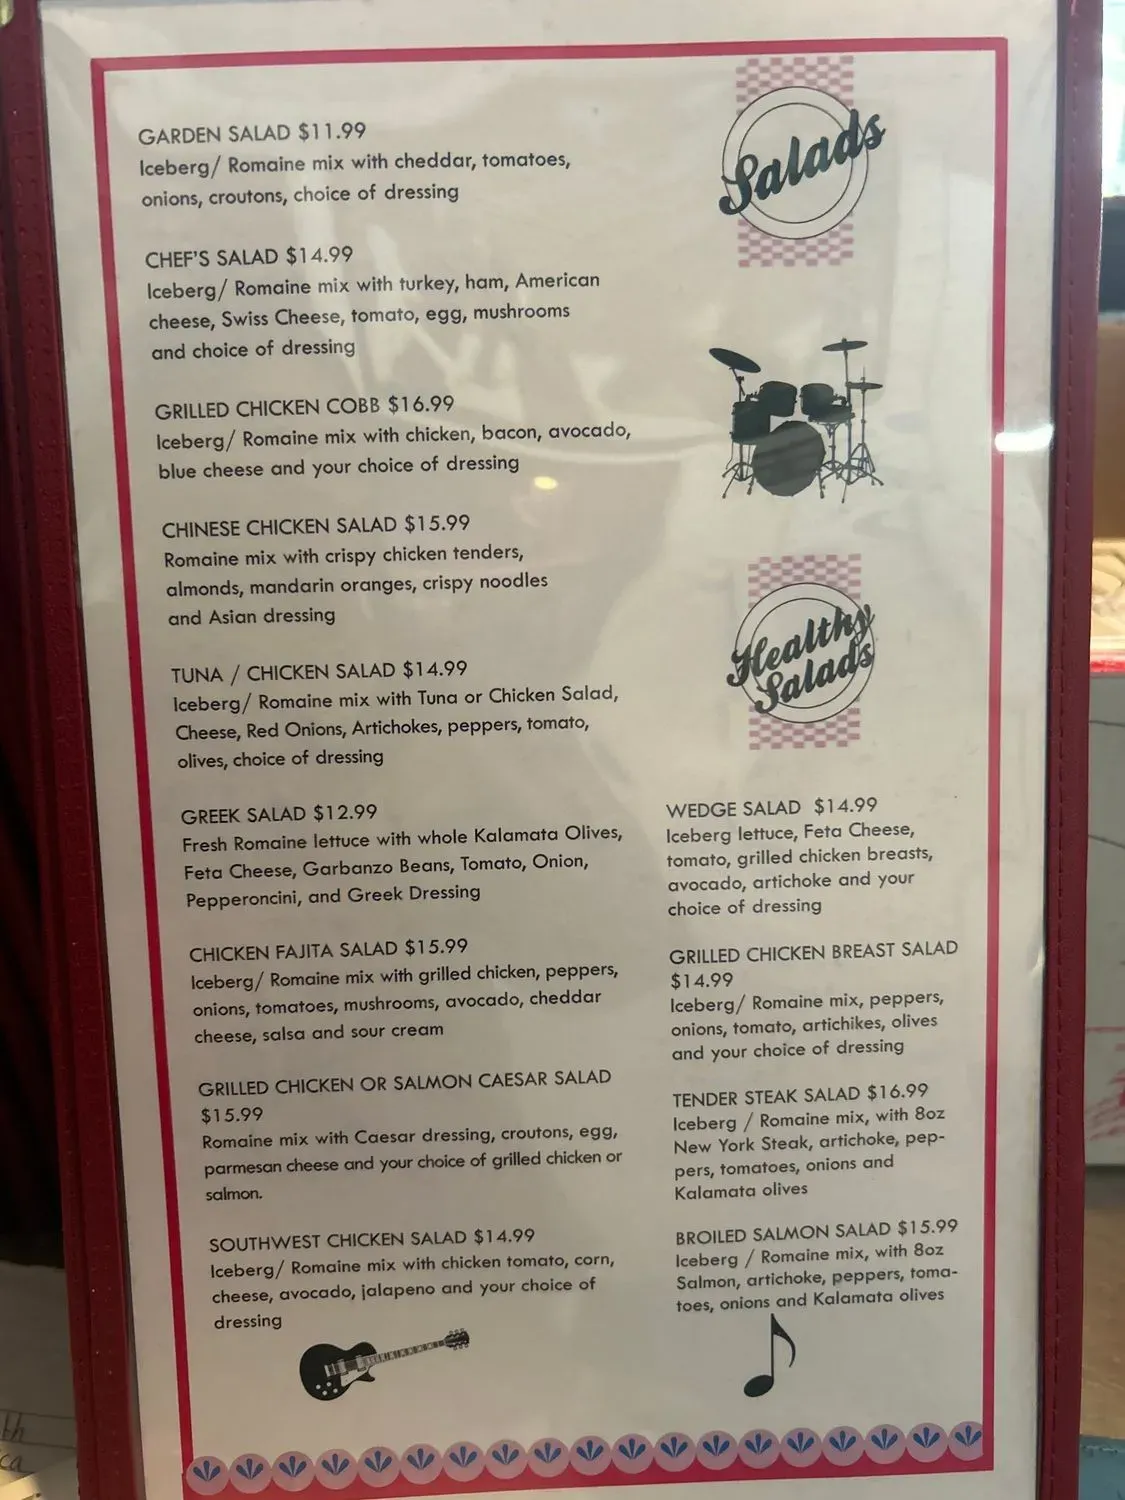 Salads
GARDEN SALAD $11.99
Iceberg/ Romaine mix with cheddar, tomatoes,
onions, croutons, choice of dressing
CHEF'S SALAD $14.99
Iceberg/ Romaine mix with turkey, ham, American
cheese, Swiss Cheese, tomato, egg, mushrooms
and choice of dressing
GRILLED CHICKEN COBB $16.99
Iceberg/ Romaine mix with chicken, bacon, avocado,
blue cheese and your choice of dressing
CHINESE CHICKEN SALAD $15.99
Romaine mix with crispy chicken tenders,
almonds, mandarin oranges, crispy noodles
and Asian dressing
TUNA / CHICKEN SALAD $14.99
Iceberg/ Romaine mix with Tuna or Chicken Salad,
Cheese, Red Onions, Artichokes, peppers, tomato,
olives, choice of dressing
GREEK SALAD $12.99
Fresh Romaine lettuce with whole Kalamata Olives,
Feta Cheese, Garbanzo Beans, Tomato, Onion,
Pepperoncini, and Greek Dressing
CHICKEN FAJITA SALAD $15.99
Iceberg/ Romaine mix with grilled chicken, peppers,
onions, tomatoes, mushrooms, avocado, cheddar
cheese, salsa and sour cream
GRILLED CHICKEN OR SALMON CAESAR SALAD
$15.99
Romaine mix with Caesar dressing, croutons, egg,
parmesan cheese and your choice of grilled chicken or
salmon.
SOUTHWEST CHICKEN SALAD $14.99
Iceberg/ Romaine mix with chicken tomato, corn,
cheese, avocado, jalapeno and your choice of
dressing
Healthy
Salads
WEDGE SALAD $14.99
Iceberg lettuce, Feta Cheese,
tomato, grilled chicken breasts,
avocado, artichoke and your
choice of dressing
GRILLED CHICKEN BREAST SALAD
$14.99
Iceberg/ Romaine mix, peppers,
onions, tomato, artichikes, olives
and your choice of dressing
TENDER STEAK SALAD $16.99
Iceberg / Romaine mix, with 8oz
New York Steak, artichoke, pep-
pers, tomatoes, onions and
Kalamata olives
BROILED SALMON SALAD $15.99
Iceberg / Romaine mix, with 8oz
Salmon, artichoke, peppers, toma-
toes, onions and Kalamata olives